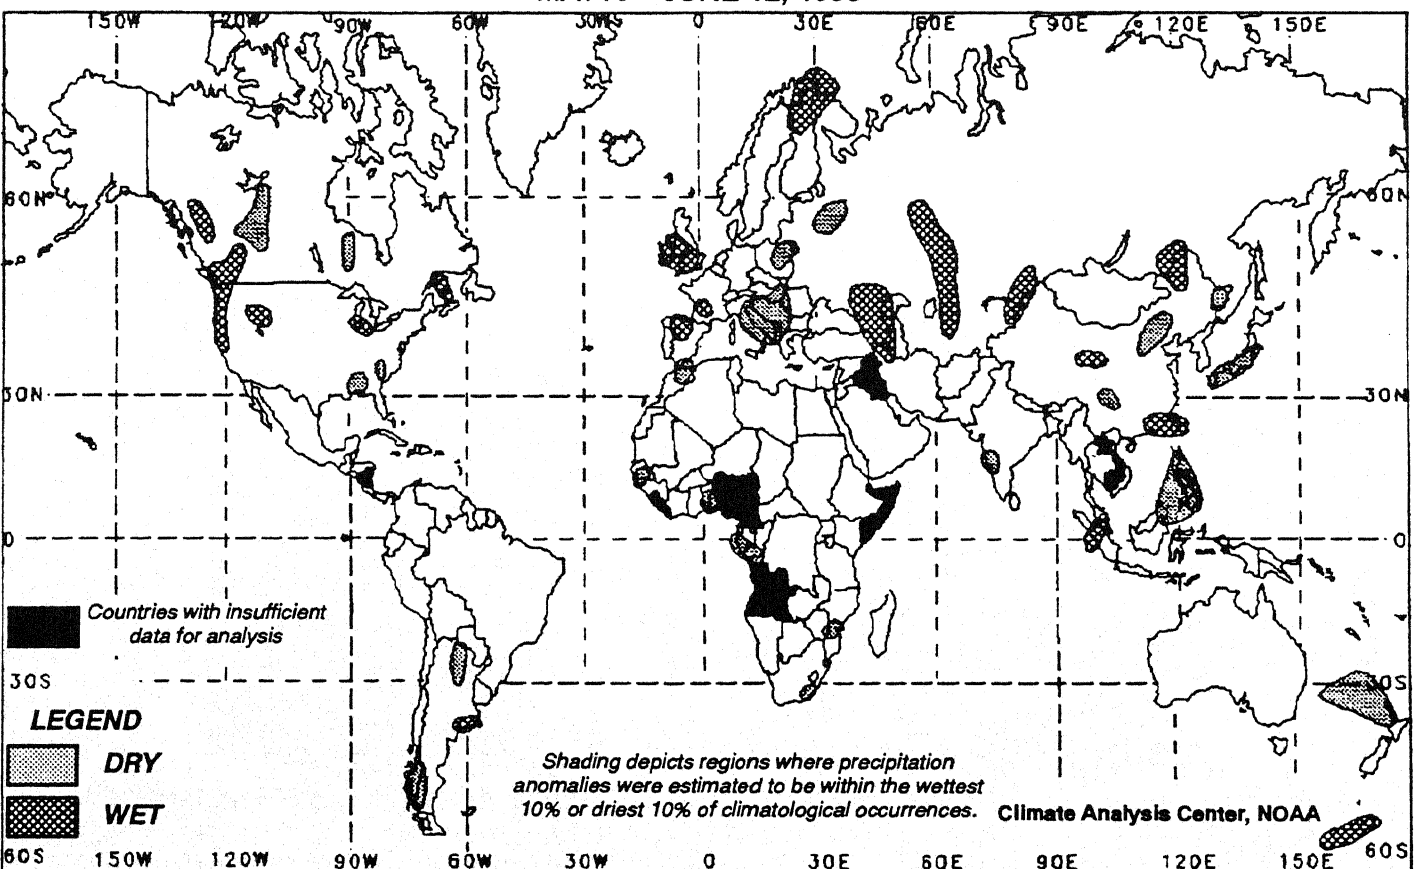 150W 120W 90W 60W 30W 0 30E 60E 90E 120E 150E
60N 60N
30N 30N
0 0
Countries with insufficient
data for analysis
30S 30S
LEGEND
DRY
WET
Shading depicts regions where precipitation
anomalies were estimated to be within the wettest
10% or driest 10% of climatological occurrences.
Climate Analysis Center, NOAA
60S 60S
150W 120W 90W 60W 30W 0 30E 60E 90E 120E 150E